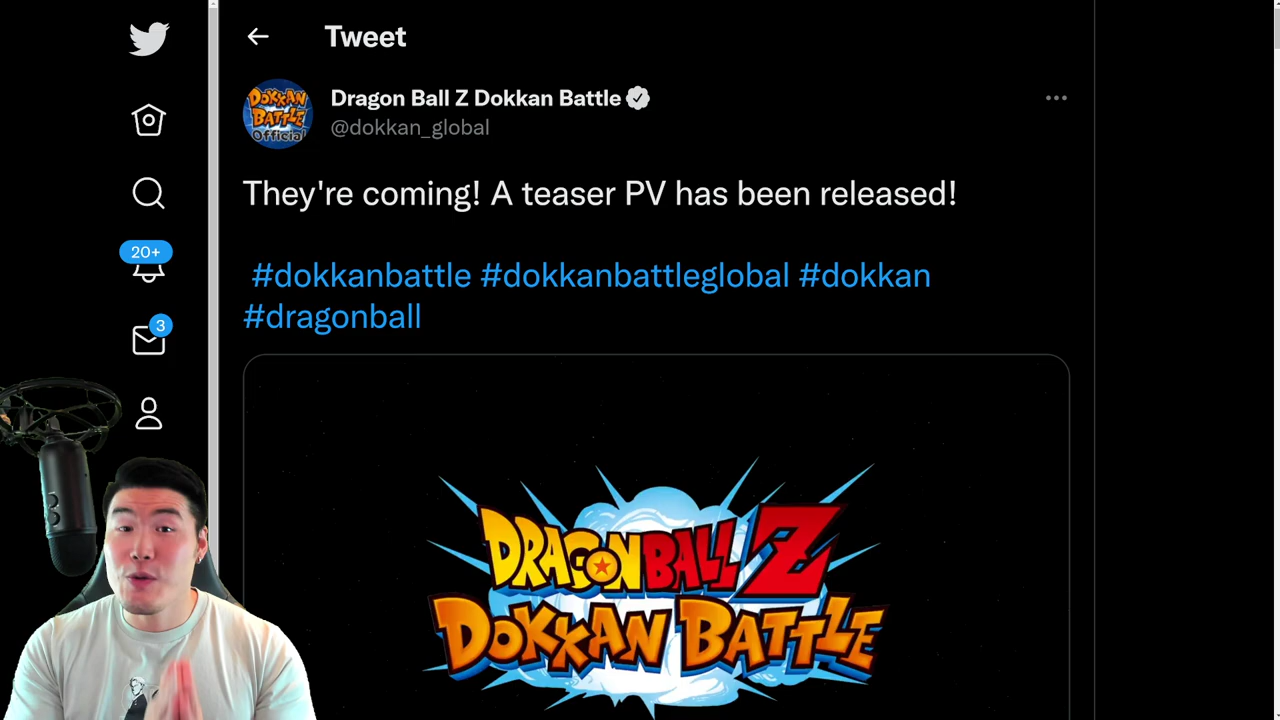 Tweet
Dragon Ball Z Dokkan Battle
@dokkan_global
They're coming! A teaser PV has been released!
#dokkanbattle #dokkanbattleglobal #dokkan
#dragonball
20+
3
DOKKAN
BATTLE
Official
DRAGON BALL Z
DOKKAN BATTLE